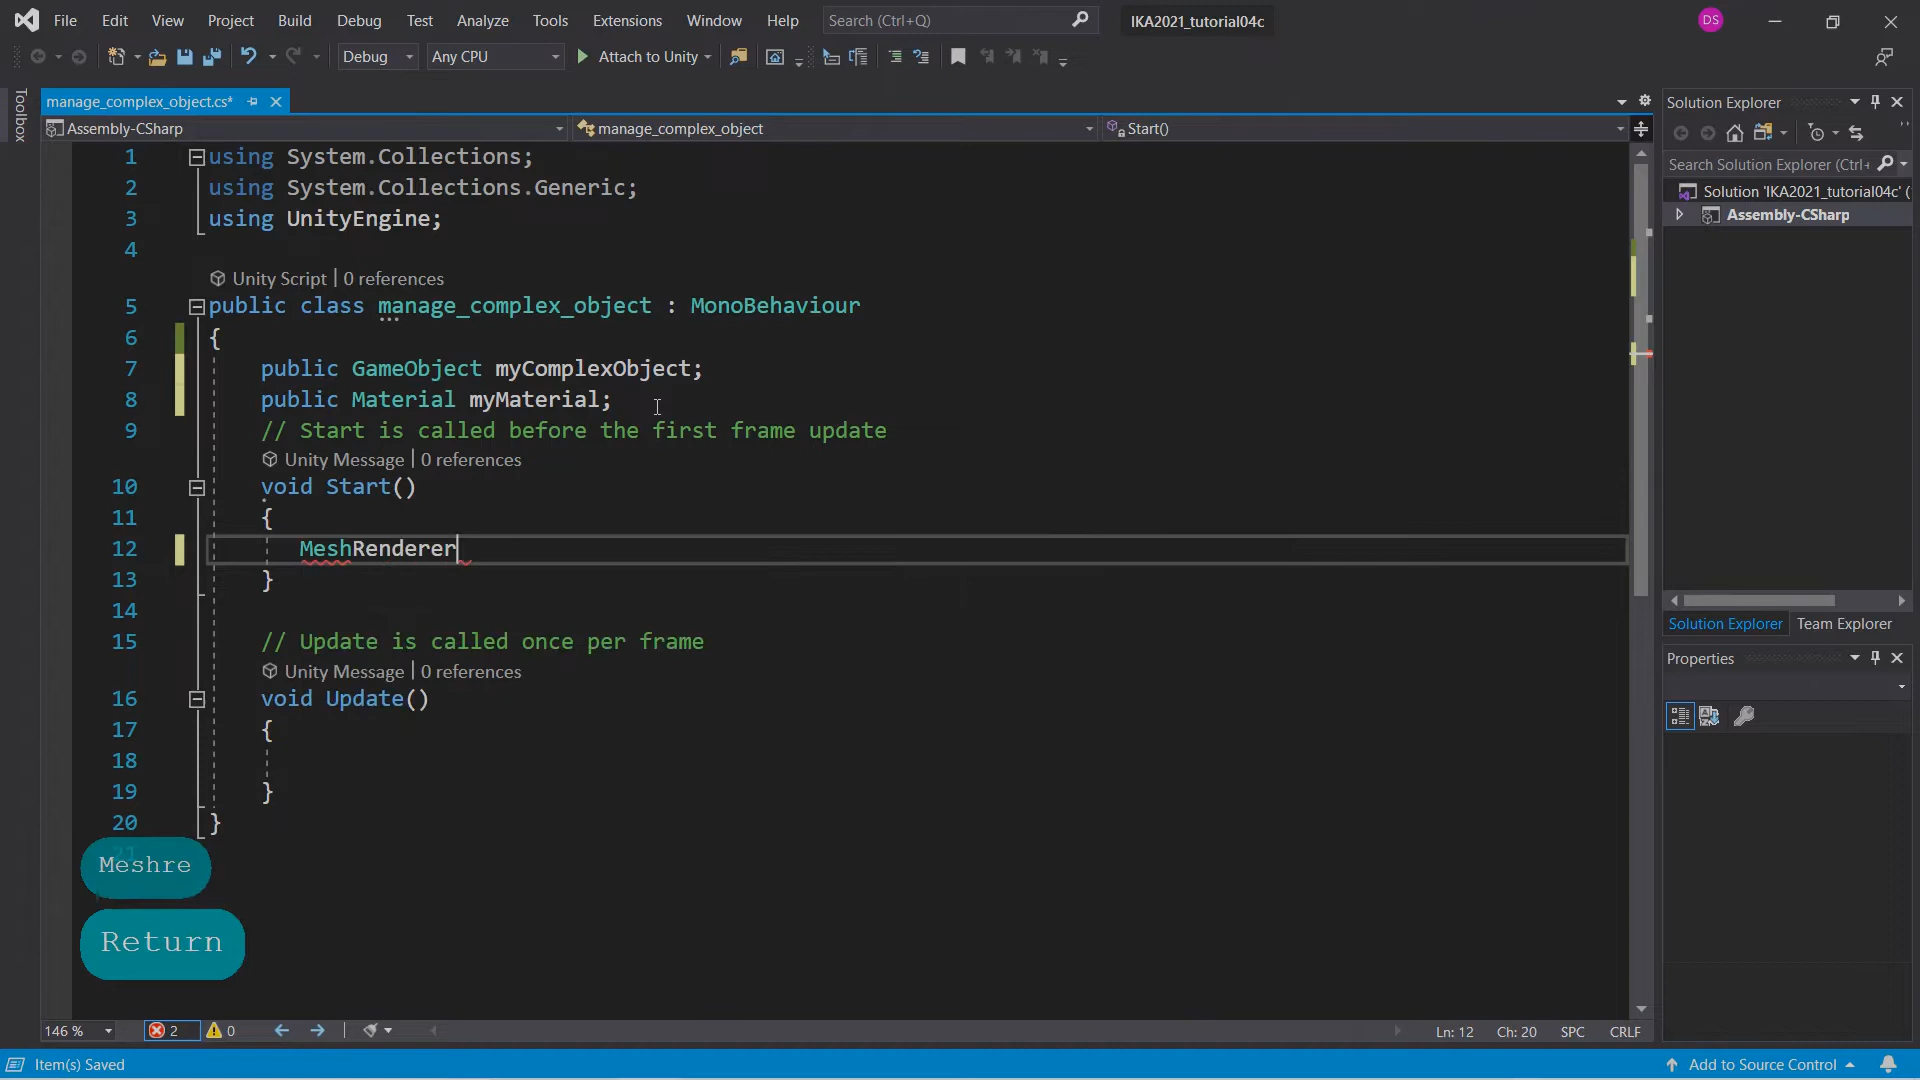 File Edit View Project Build Debug Test Analyze Tools Extensions Window Help Search (Ctrl+Q) IKA2021_tutorial04c DS
Debug Any CPU Attach to Unity
Toolbox
manage_complex_object.cs*
Assembly-CSharp manage_complex_object Start()
1 using System.Collections;
2 using System.Collections.Generic;
3 using UnityEngine;
4
Unity Script | 0 references
5 public class manage_complex_object : MonoBehaviour
6 {
7 public GameObject myComplexObject;
8 public Material myMaterial;
9 // Start is called before the first frame update
Unity Message | 0 references
10 void Start()
11 {
12 MeshRenderer
13 }
14
15 // Update is called once per frame
Unity Message | 0 references
16 void Update()
17 {
18
19 }
20 }
21
Meshre
Return
146 % 2 0 Ln: 12 Ch: 20 SPC CRLF
Item(s) Saved Add to Source Control
Solution Explorer
Search Solution Explorer (Ctrl+
Solution 'IKA2021_tutorial04c' (
Assembly-CSharp
Solution Explorer Team Explorer
Properties